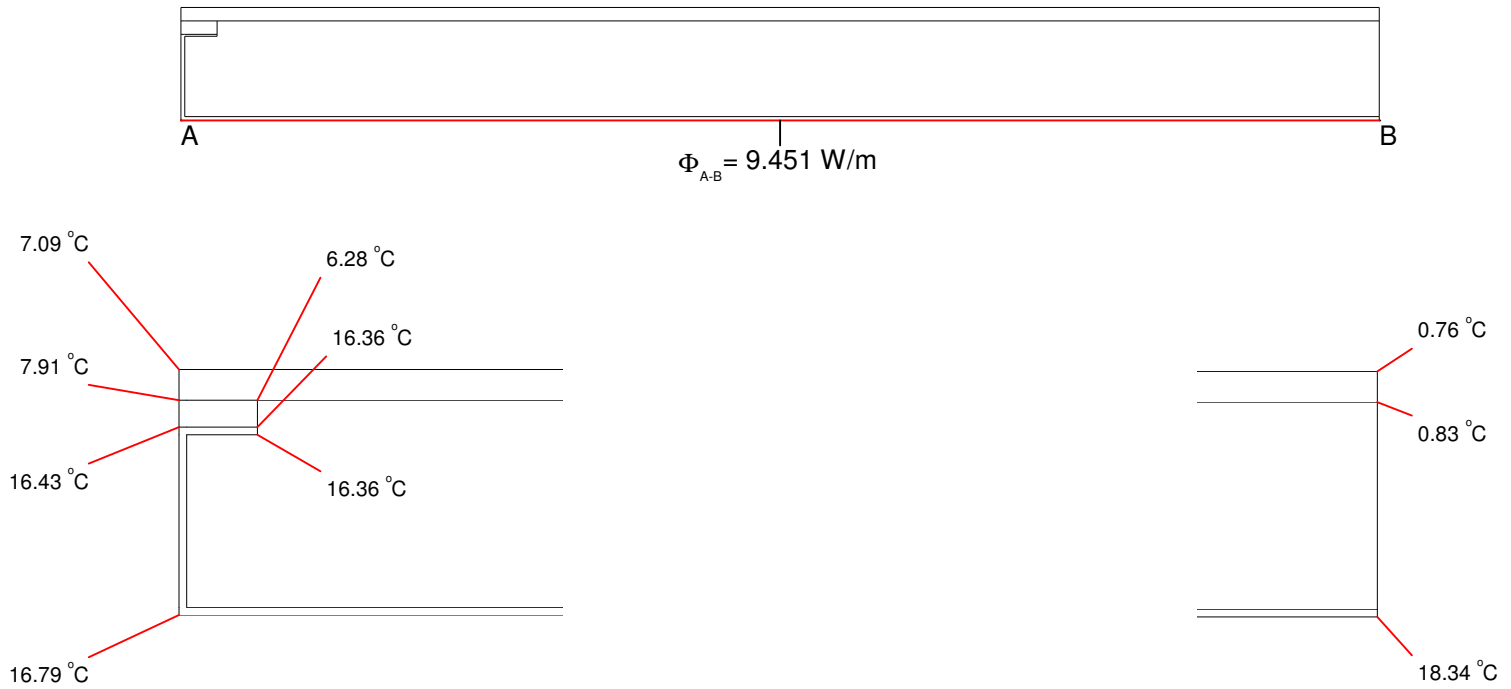 A
B
ΦA-B= 9.451 W/m
7.09 °C
6.28 °C
16.36 °C
0.76 °C
7.91 °C
0.83 °C
16.43 °C
16.36 °C
16.79 °C
18.34 °C